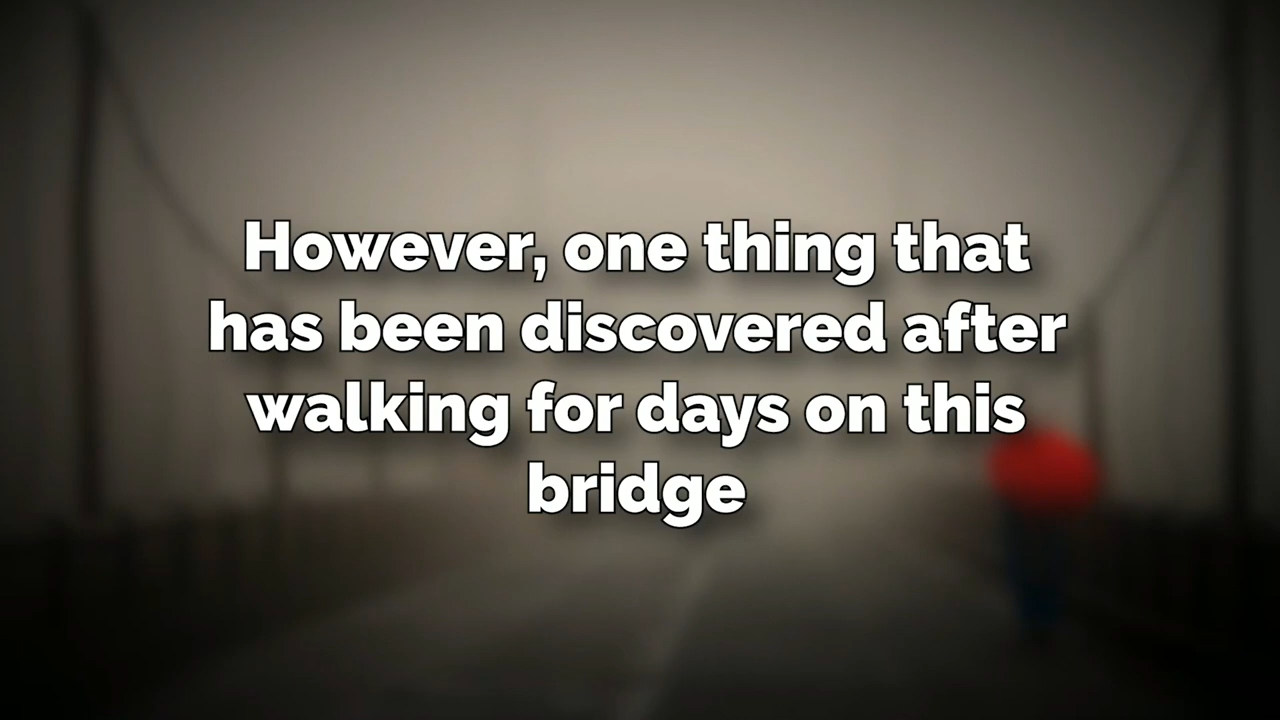 However, one thing that
has been discovered after
walking for days on this
bridge